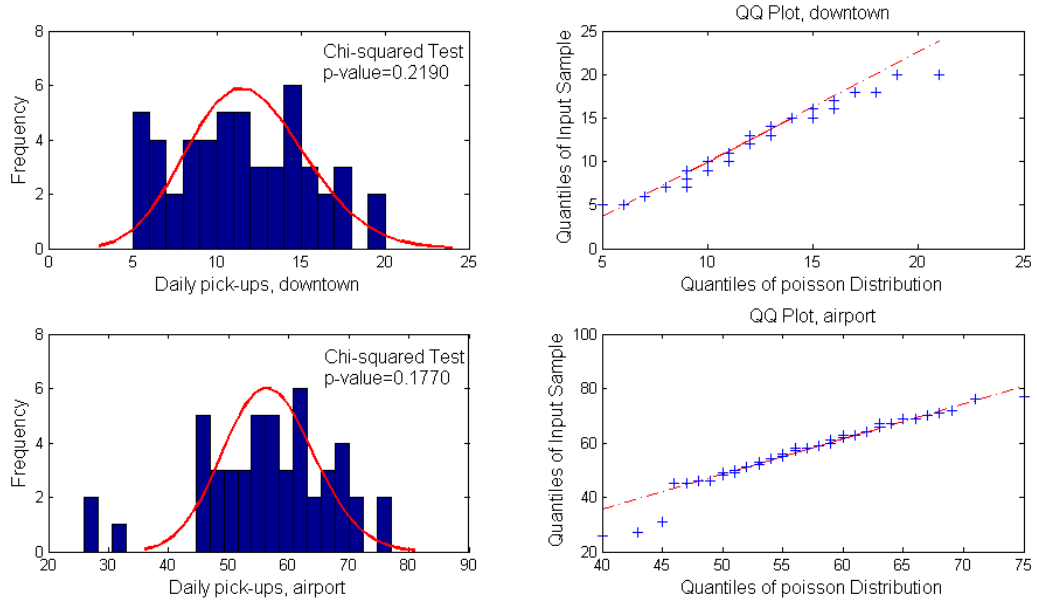 Chi-squared Test
p-value=0.2190
Frequency
8
6
4
2
0
0 5 10 15 20 25
Daily pick-ups, downtown
QQ Plot, downtown
Quantiles of Input Sample
25
20
15
10
5
0
5 10 15 20 25
Quantiles of poisson Distribution
Chi-squared Test
p-value=0.1770
Frequency
8
6
4
2
0
20 30 40 50 60 70 80 90
Daily pick-ups, airport
QQ Plot, airport
Quantiles of Input Sample
100
80
60
40
20
40 45 50 55 60 65 70 75
Quantiles of poisson Distribution